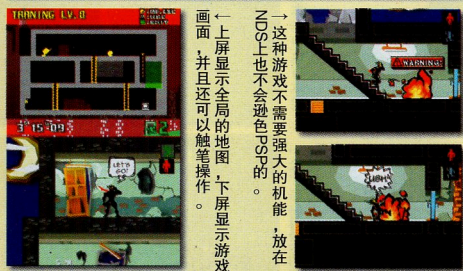 →这种游戏不需要强大的机能，放在
NDS上也不会逊色PSP的。
←上屏显示全局的地图，下屏显示游戏
画面，并且还可以触笔操作。
TRANING LV.8
3'15"09
2
LET'S
GO!
WARNING!